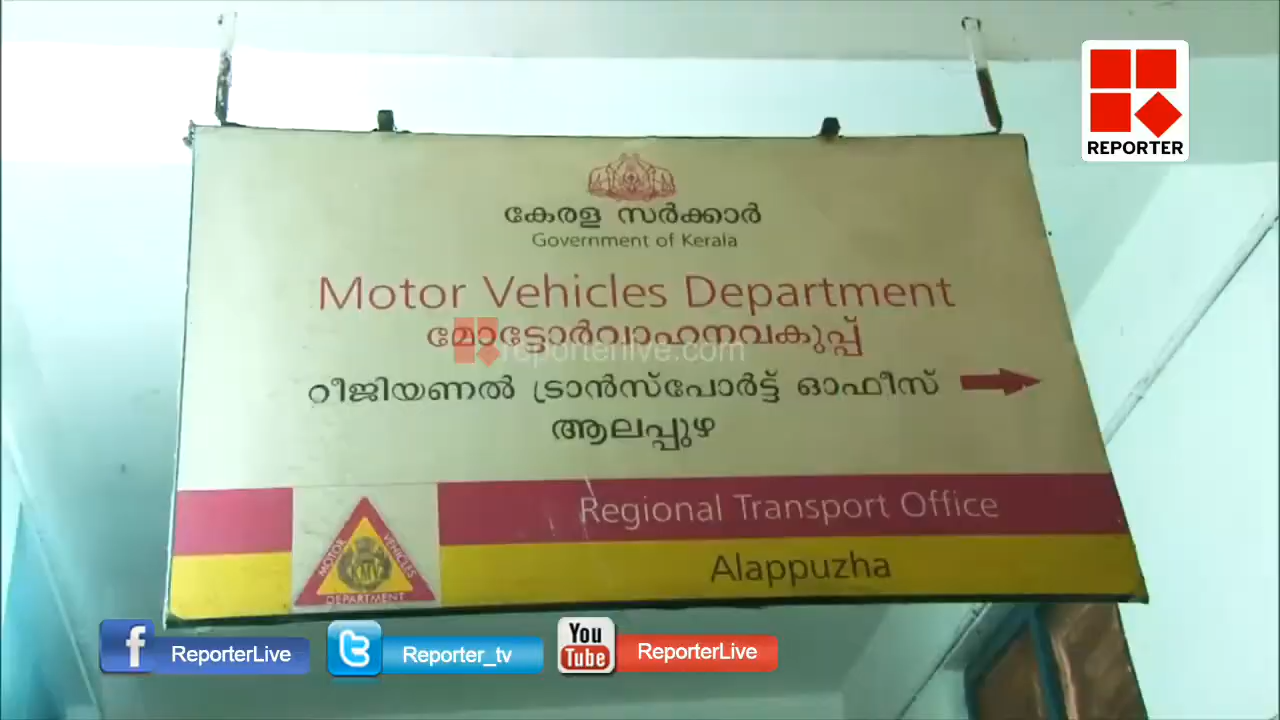 REPORTER
കേരള സർക്കാർ
Government of Kerala
Motor Vehicles Department
മോട്ടോർവാഹനവകുപ്പ്
reporterlive.com
റീജിയണൽ ട്രാൻസ്പോർട്ട് ഓഫീസ്
ആലപ്പുഴ
Regional Transport Office
Alappuzha
MOTOR VEHICLES
KMV
DEPARTMENT
f ReporterLive
t Reporter_tv
You Tube ReporterLive